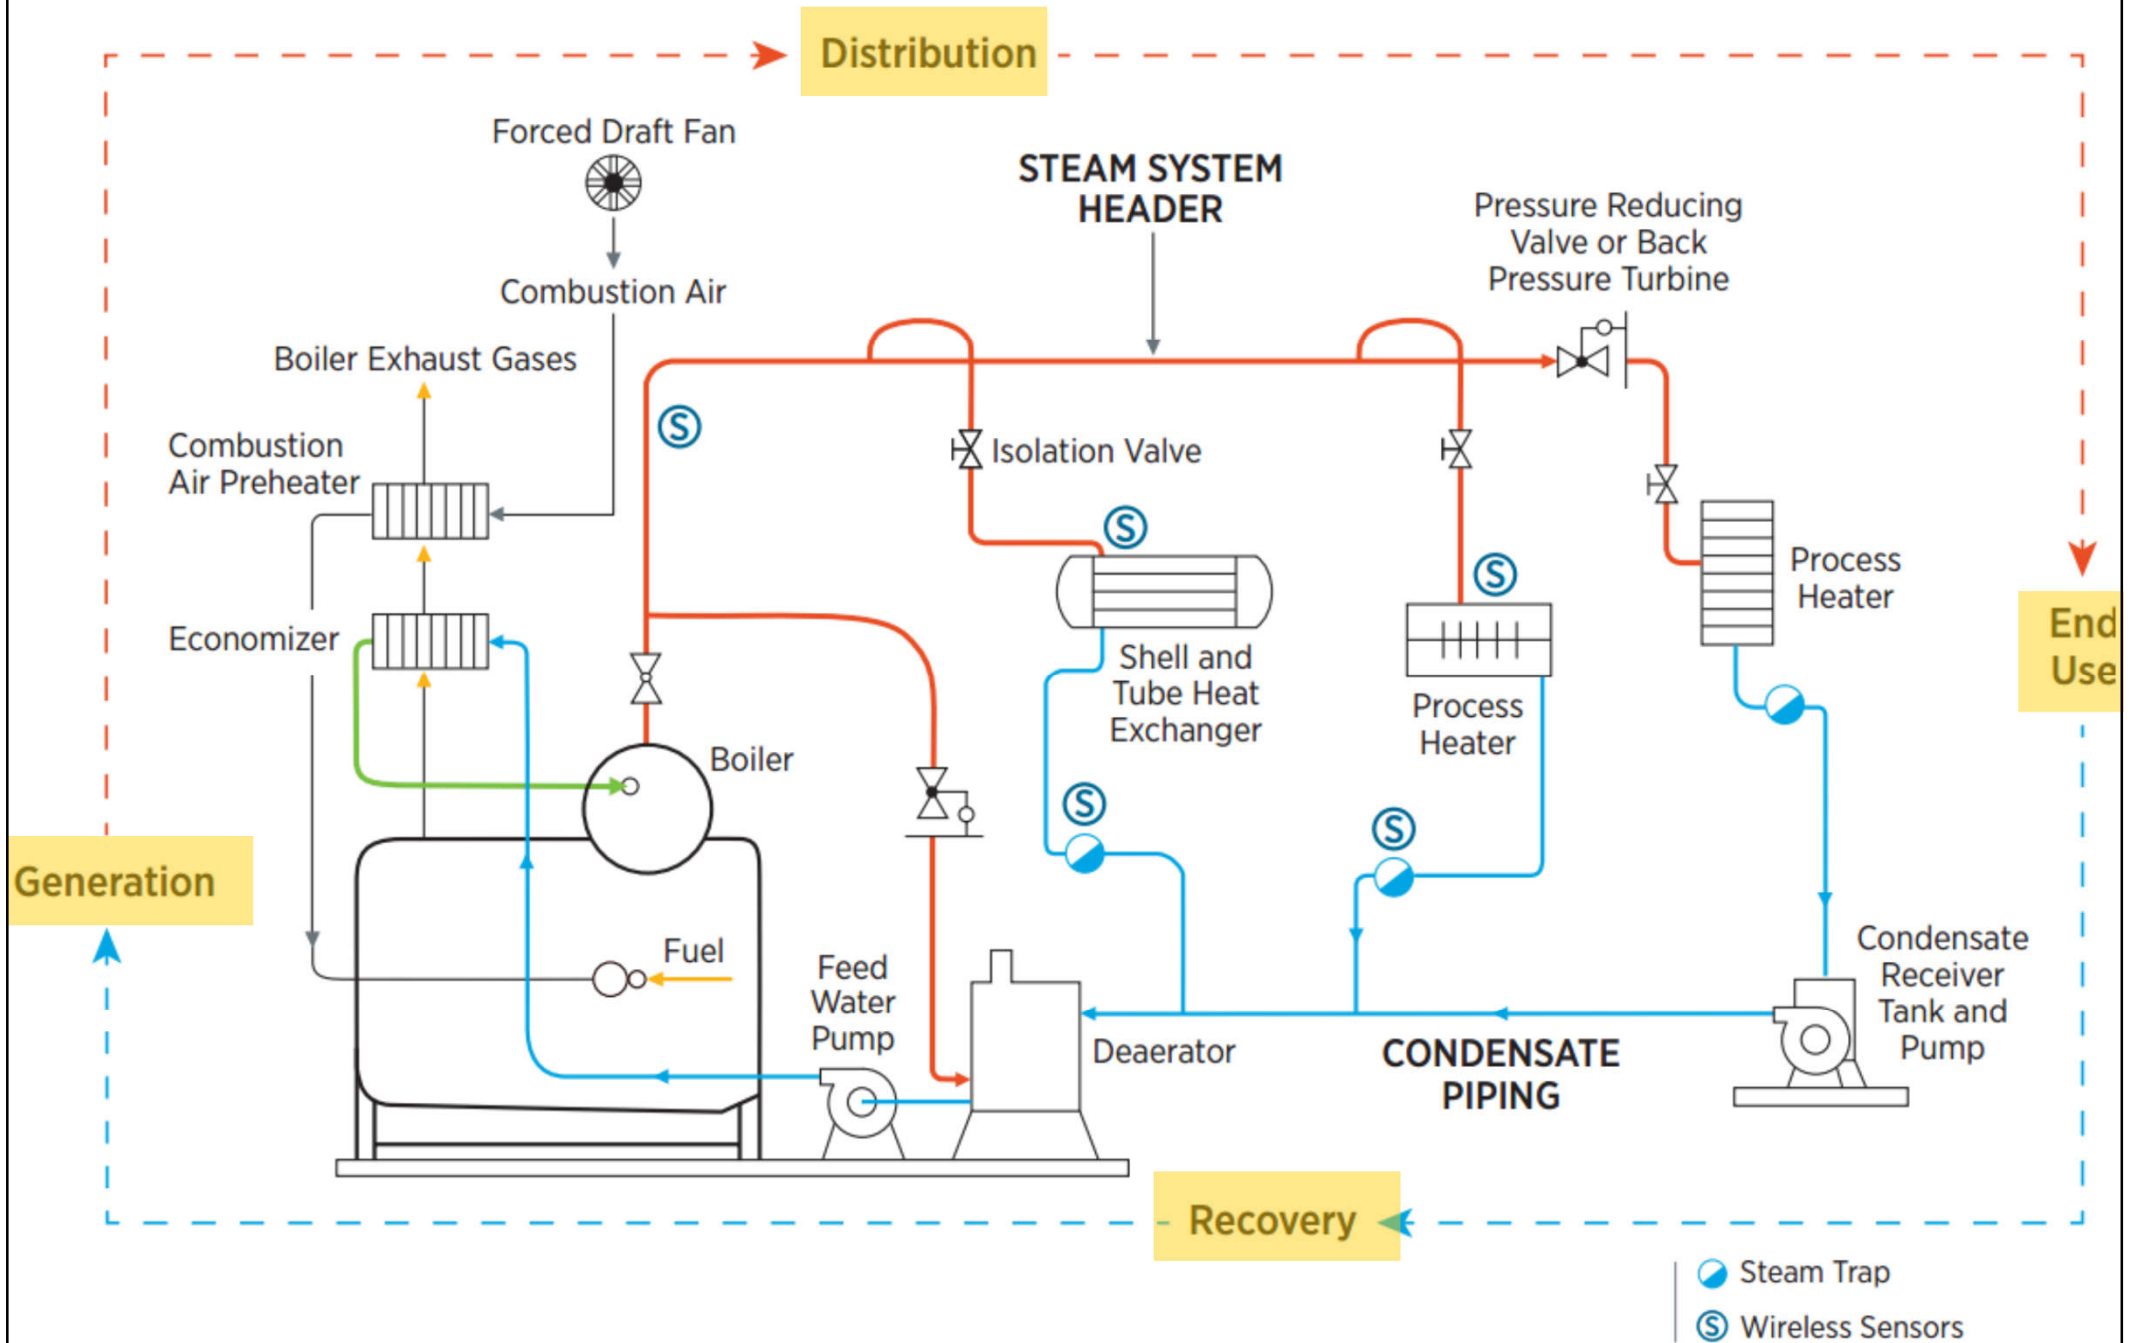 Distribution
Forced Draft Fan
STEAM SYSTEM
HEADER
Pressure Reducing
Valve or Back
Pressure Turbine
Combustion Air
Boiler Exhaust Gases
Combustion
Air Preheater
S
Isolation Valve
S
S
Process
Heater
End
Use
Economizer
Shell and
Tube Heat
Exchanger
Process
Heater
Boiler
S
S
Generation
Fuel
Feed
Water
Pump
Condensate
Receiver
Tank and
Pump
Deaerator
CONDENSATE
PIPING
Recovery
Steam Trap
S Wireless Sensors